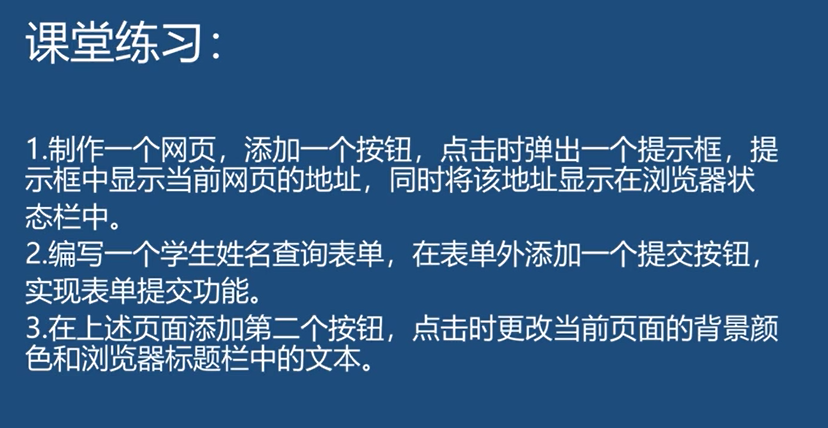 课堂练习：
1.制作一个网页，添加一个按钮，点击时弹出一个提示框，提
示框中显示当前网页的地址，同时将该地址显示在浏览器状
态栏中。
2.编写一个学生姓名查询表单，在表单外添加一个提交按钮，
实现表单提交功能。
3.在上述页面添加第二个按钮，点击时更改当前页面的背景颜
色和浏览器标题栏中的文本。